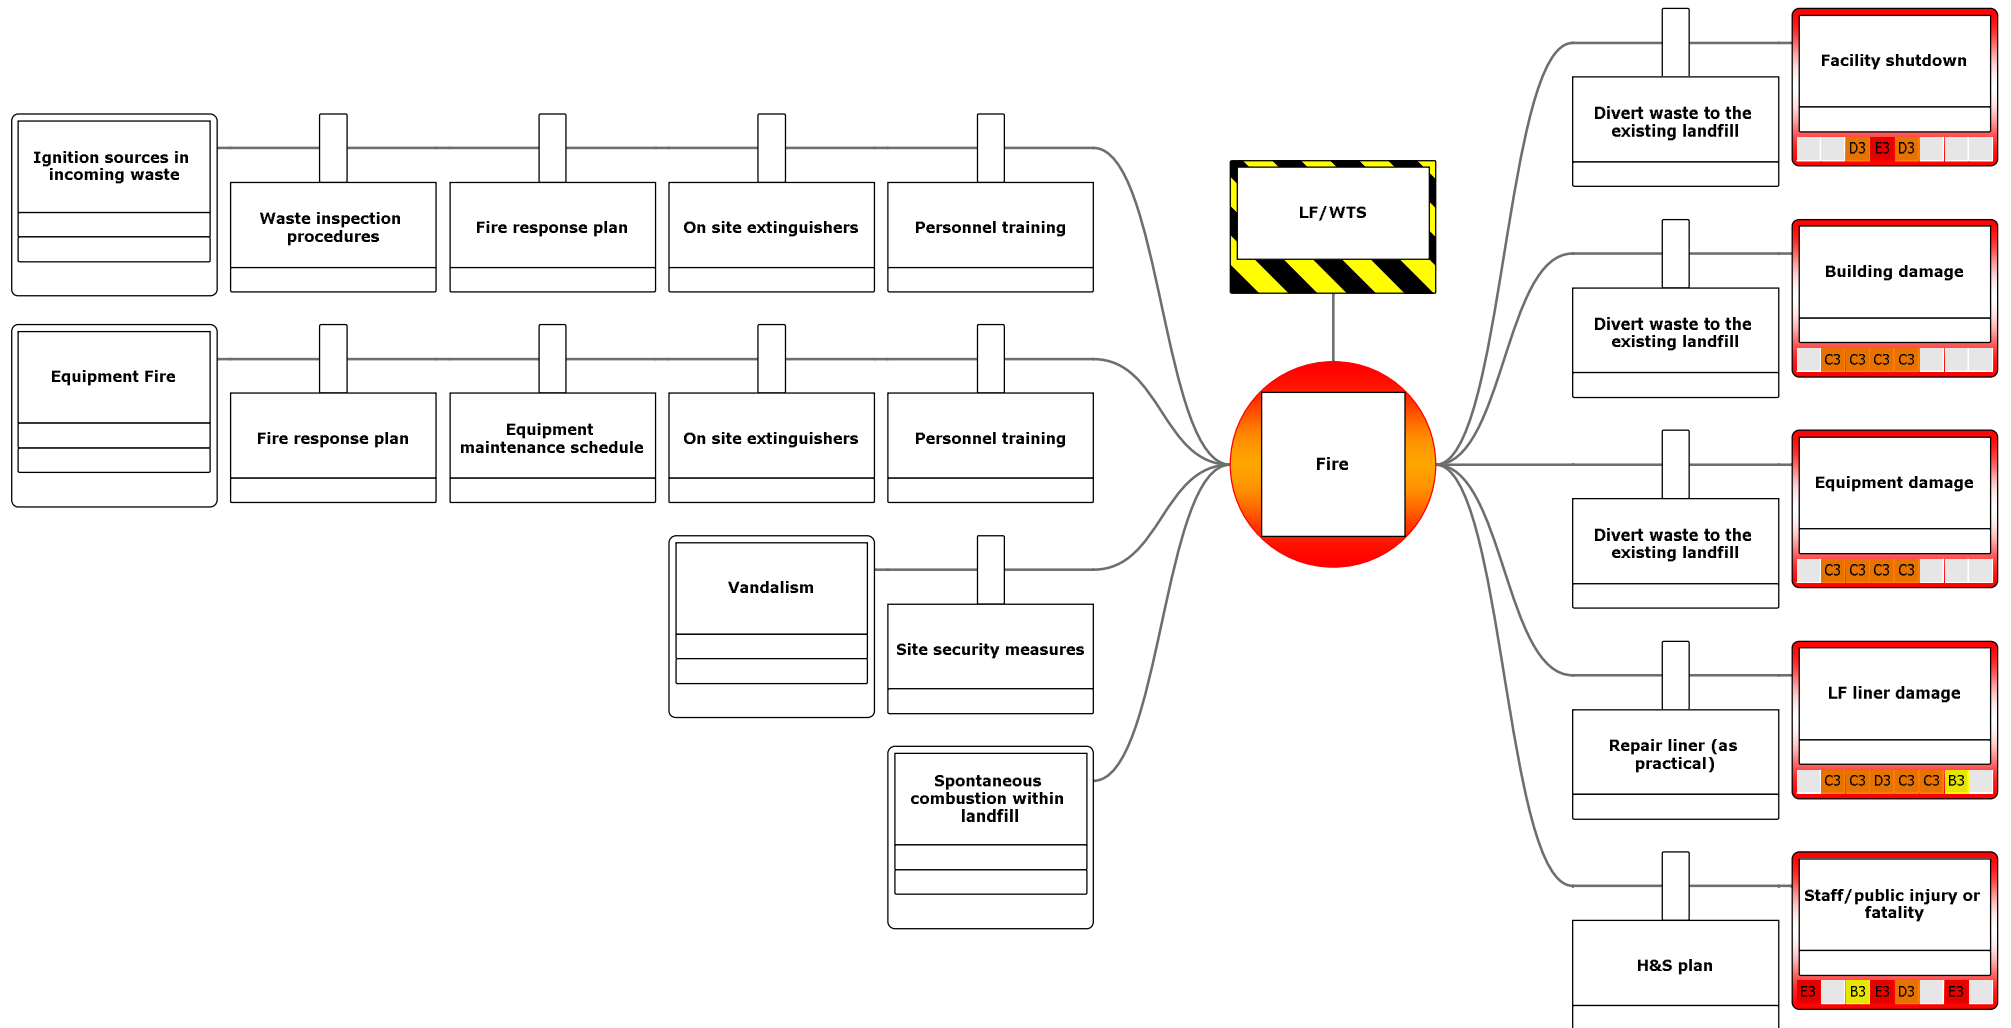 Ignition sources in
incoming waste
Waste inspection
procedures
Fire response plan
On site extinguishers
Personnel training
Equipment Fire
Fire response plan
Equipment
maintenance schedule
On site extinguishers
Personnel training
Vandalism
Site security measures
Spontaneous
combustion within
landfill
LF/WTS
Fire
Divert waste to the
existing landfill
Facility shutdown
D3 E3 D3
Divert waste to the
existing landfill
Building damage
C3 C3 C3 C3
Divert waste to the
existing landfill
Equipment damage
C3 C3 C3 C3
Repair liner (as
practical)
LF liner damage
C3 C3 D3 C3 C3 B3
H&S plan
Staff/public injury or
fatality
E3 B3 E3 D3 E3